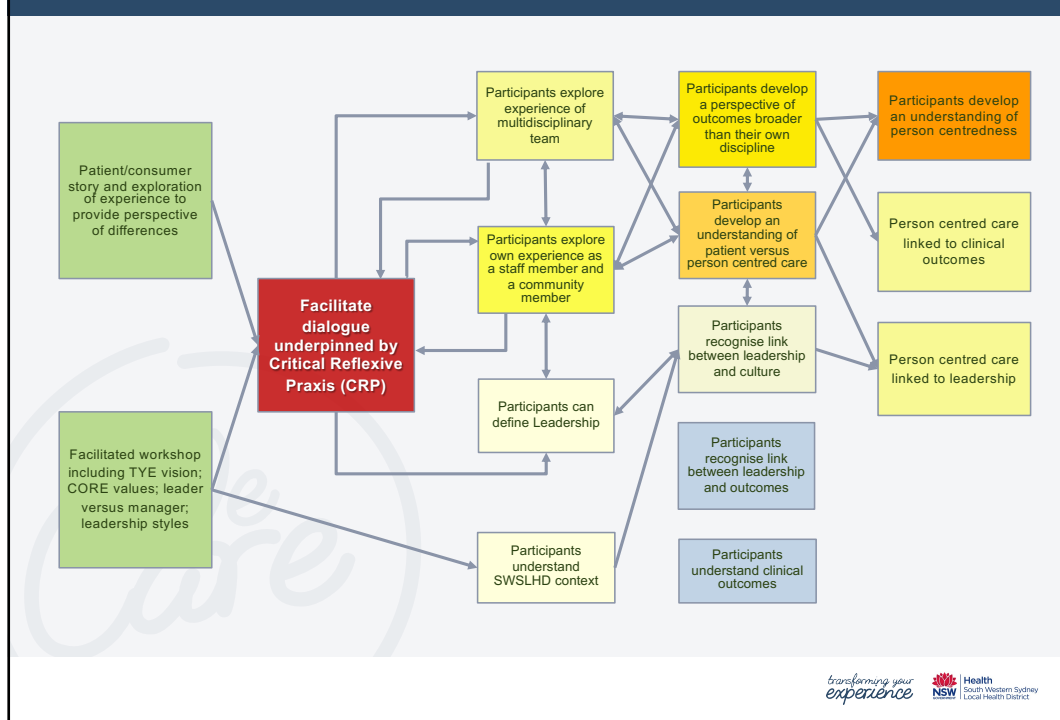 Patient/consumer
story and exploration
of experience to
provide perspective
of differences
Facilitated workshop
including TYE vision;
CORE values; leader
versus manager;
leadership styles
Facilitate
dialogue
underpinned by
Critical Reflexive
Praxis (CRP)
Participants explore
experience of
multidisciplinary
team
Participants explore
own experience as
a staff member and
a community
member
Participants can
define Leadership
Participants
understand
SWSLHD context
Participants develop
a perspective of
outcomes broader
than their own
discipline
Participants
develop an
understanding of
patient versus
person centred care
Participants
recognise link
between leadership
and culture
Participants
recognise link
between leadership
and outcomes
Participants
understand clinical
outcomes
Participants develop
an understanding of
person centredness
Person centred care
linked to clinical
outcomes
Person centred care
linked to leadership
We
Care
transforming your
experience
NSW
GOVERNMENT
Health
South Western Sydney
Local Health District